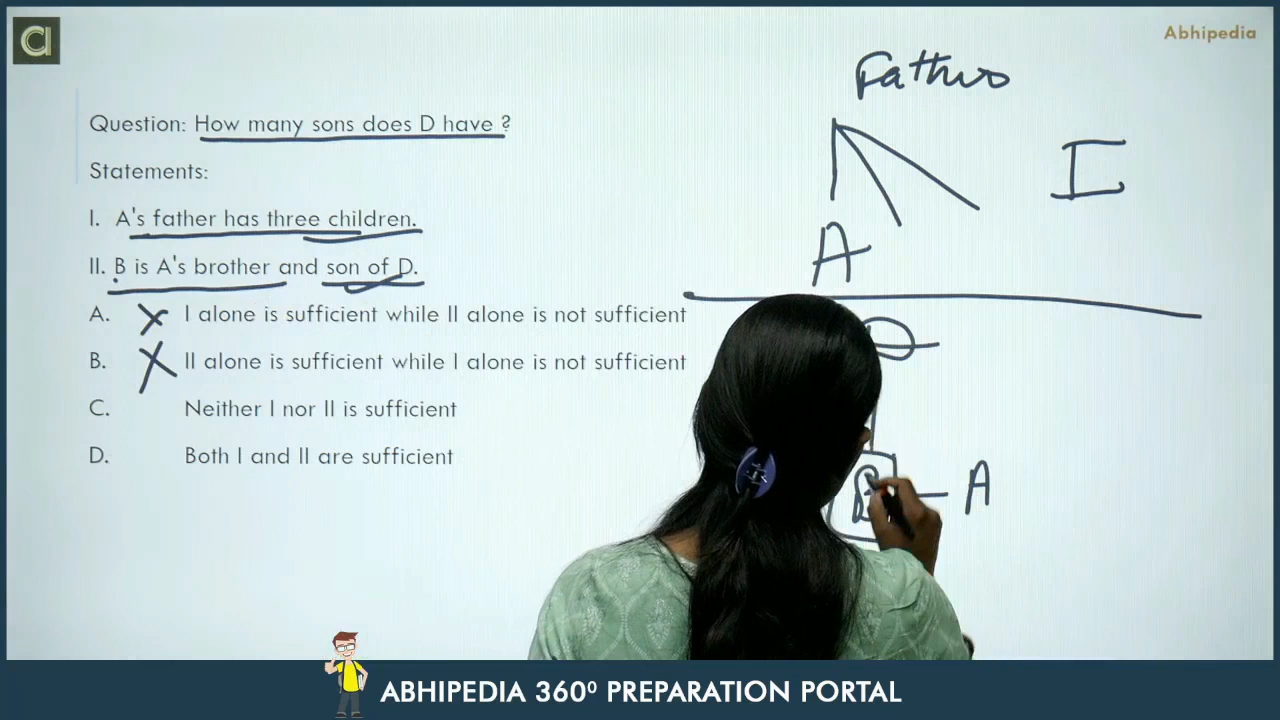 Abhipedia
Question: How many sons does D have ?
Statements:
I. A's father has three children.
II. B is A's brother and son of D.
A. I alone is sufficient while II alone is not sufficient
B. II alone is sufficient while I alone is not sufficient
C. Neither I nor II is sufficient
D. Both I and II are sufficient
Father
I
A
B
A
ABHIPEDIA 360⁰ PREPARATION PORTAL